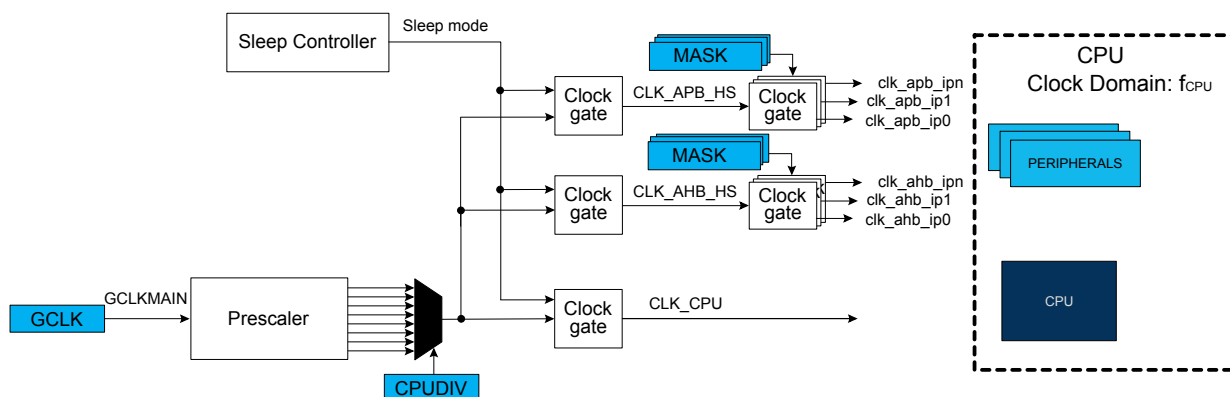 Sleep Controller
Sleep mode
MASK
Clock
gate
CLK_APB_HS
Clock
gate
clk_apb_ipn
clk_apb_ip1
clk_apb_ip0
MASK
Clock
gate
CLK_AHB_HS
Clock
gate
clk_ahb_ipn
clk_ahb_ip1
clk_ahb_ip0
GCLK
GCLKMAIN
Prescaler
CPUDIV
Clock
gate
CLK_CPU
CPU
Clock Domain: fCPU
PERIPHERALS
CPU